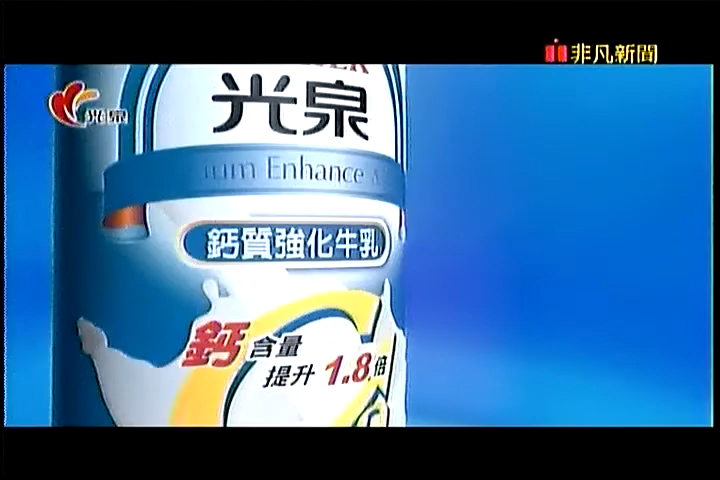 非凡新聞
光泉
光泉
Enhance
鈣質強化牛乳
鈣含量
提升1.8倍